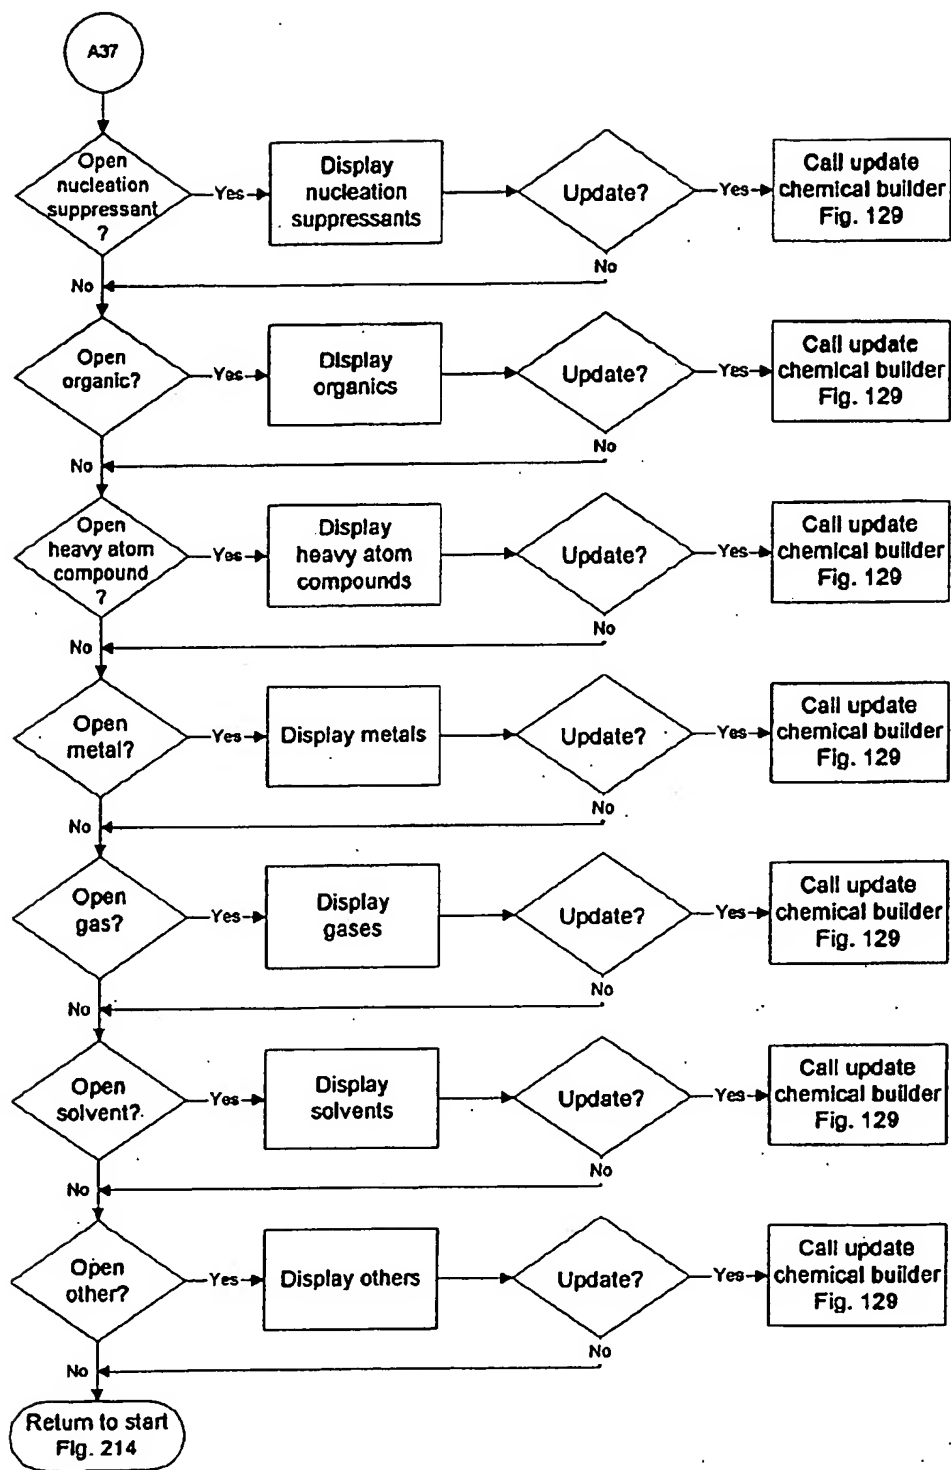 A37
Open
nucleation
suppressant
?
Yes
Display
nucleation
suppressants
Update?
Yes
Call update
chemical builder
Fig. 129
No
No
Open
organic?
Yes
Display
organics
Update?
Yes
Call update
chemical builder
Fig. 129
No
No
Open
heavy atom
compound
?
Yes
Display
heavy atom
compounds
Update?
Yes
Call update
chemical builder
Fig. 129
No
No
Open
metal?
Yes
Display metals
Update?
Yes
Call update
chemical builder
Fig. 129
No
No
Open
gas?
Yes
Display
gases
Update?
Yes
Call update
chemical builder
Fig. 129
No
No
Open
solvent?
Yes
Display
solvents
Update?
Yes
Call update
chemical builder
Fig. 129
No
No
Open
other?
Yes
Display others
Update?
Yes
Call update
chemical builder
Fig. 129
No
No
Return to start
Fig. 214